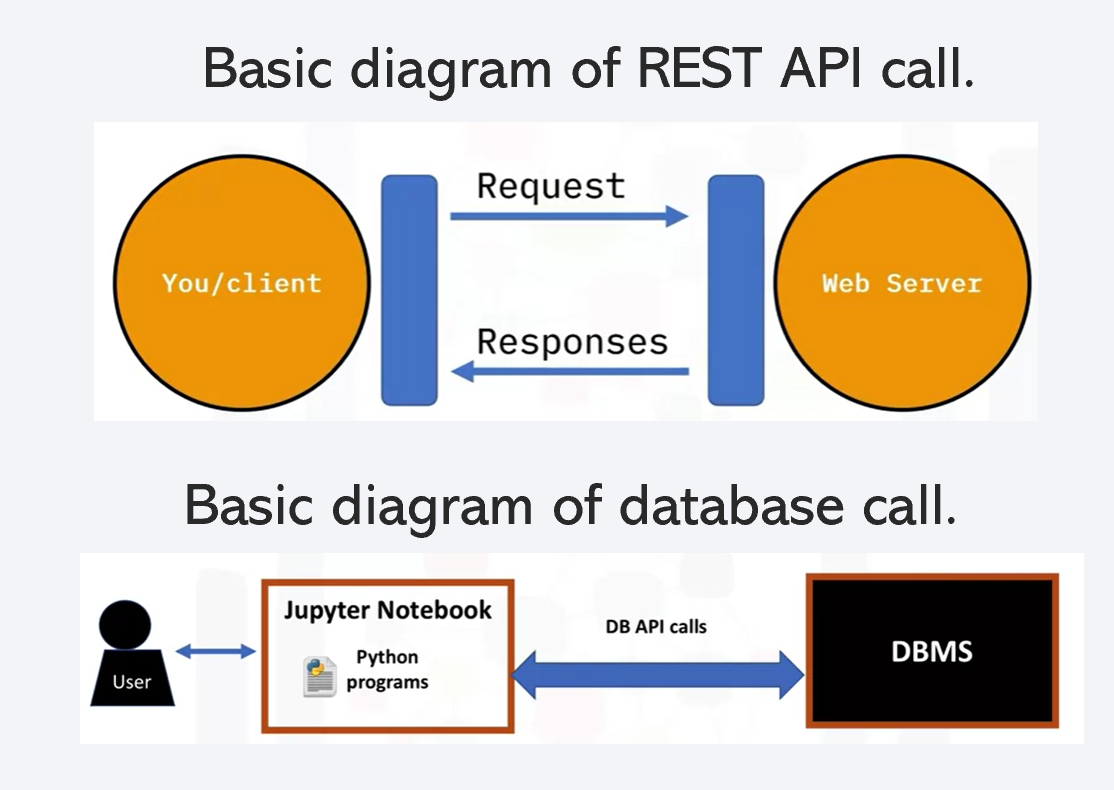 Basic diagram of REST API call.
Request
You/client
Web Server
Responses
Basic diagram of database call.
Jupyter Notebook
Python
programs
User
DB API calls
DBMS